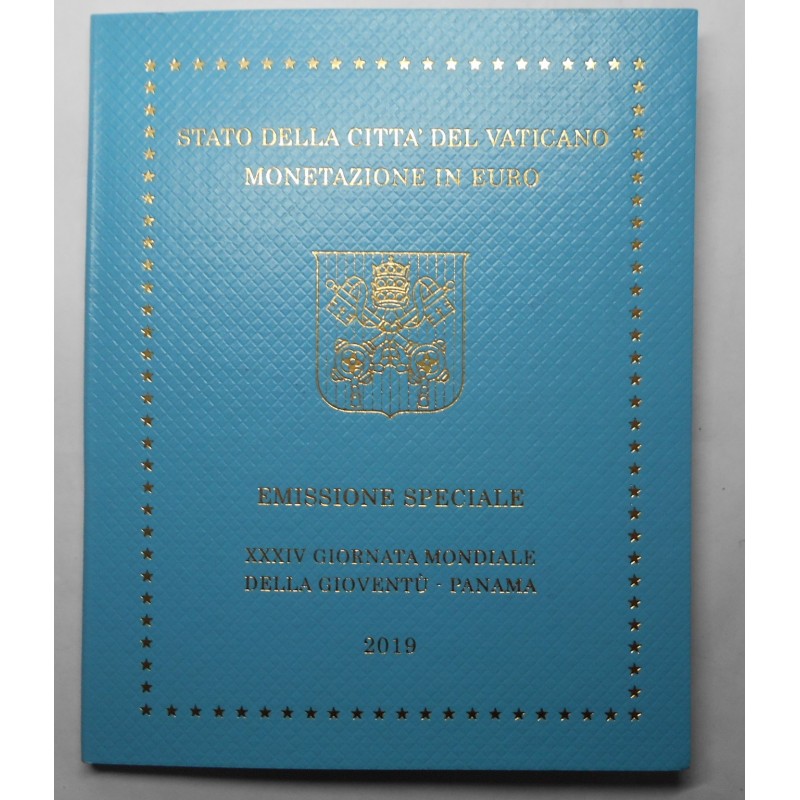 STATO DELLA CITTA' DEL VATICANO
MONETAZIONE IN EURO
EMISSIONE SPECIALE
XXXIV GIORNATA MONDIALE
DELLA GIOVENTÙ - PANAMA
2019